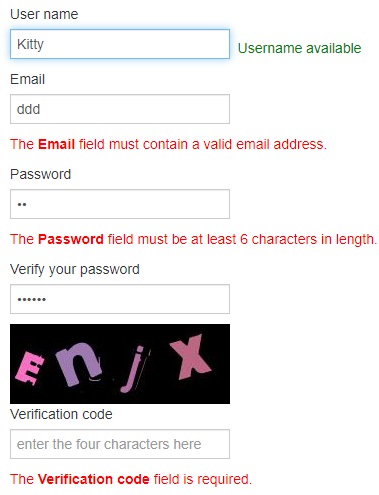 User name
Kitty
Username available
Email
ddd
The Email field must contain a valid email address.
Password
••
The Password field must be at least 6 characters in length.
Verify your password
••••••
Enjx
Verification code
enter the four characters here
The Verification code field is required.